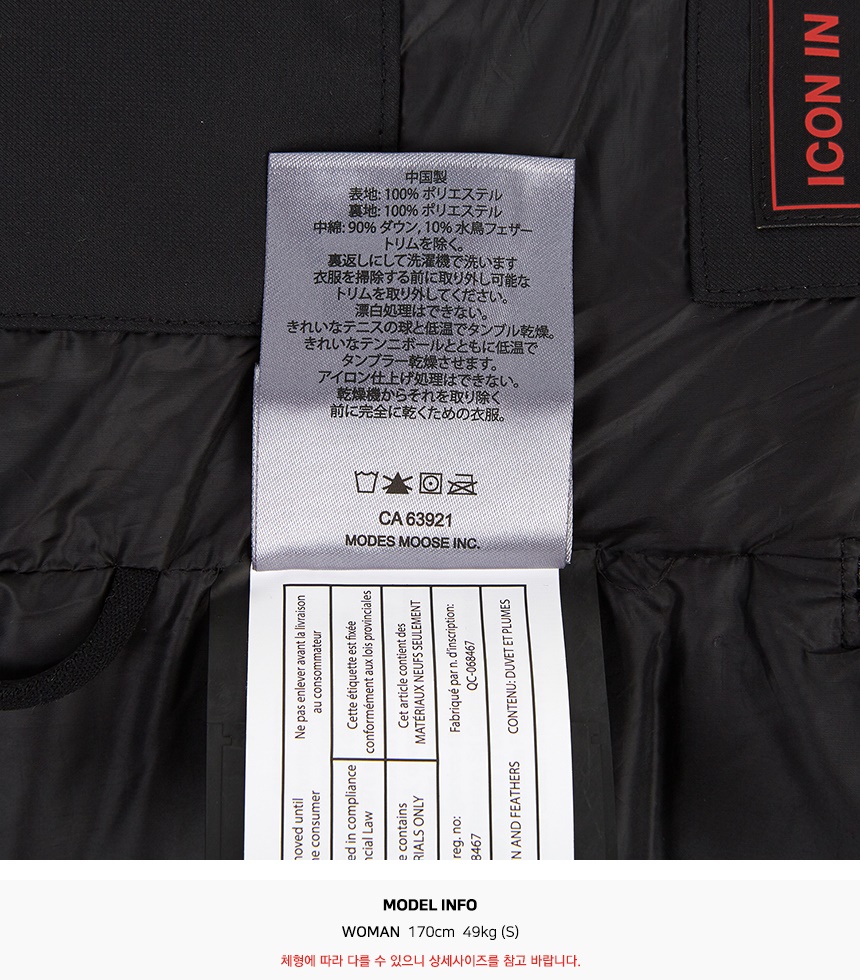 ICON IN
中国製
表地: 100% ポリエステル
裏地: 100% ポリエステル
中綿: 90% ダウン, 10% 水鳥フェザー
トリムを除く。
裏返しにして洗濯機で洗います
衣服を掃除する前に取り外し可能な
トリムを取り外してください。
漂白処理はできない。
きれいなテニスの球と低温でタンブル乾燥。
きれいなテンニボールとともに低温で
タンブラー乾燥させます。
アイロン仕上げ処理はできない。
乾燥機からそれを取り除く
前に完全に乾くための衣服。
CA 63921
MODES MOOSE INC.
Ne pas enlever avant la livraison
au consommateur
Cette étiquette est fixée
conformément aux lois provinciales
Cet article contient des
MATÉRIAUX NEUFS SEULEMENT
Fabriqué par n. d'inscription:
QC-068467
CONTENU: DUVET ET PLUMES
moved until
e consumer
ed in compliance
ncial Law
e contains
RIALS ONLY
reg. no:
8467
N AND FEATHERS
MODEL INFO
WOMAN 170cm 49kg (S)
체형에 따라 다를 수 있으니 상세사이즈를 참고 바랍니다.